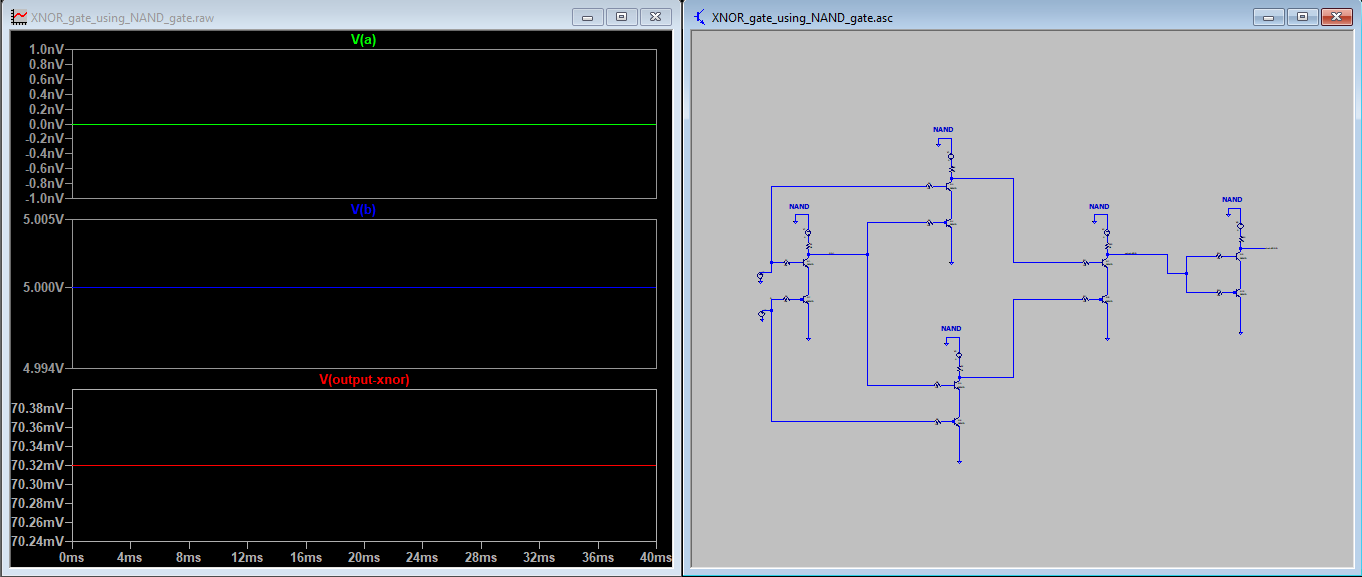 XNOR_gate_using_NAND_gate.raw
V(a)
1.0nV
0.8nV
0.6nV
0.4nV
0.2nV
0.0nV
-0.2nV
-0.4nV
-0.6nV
-0.8nV
-1.0nV
V(b)
5.005V
5.000V
4.994V
V(output-xnor)
70.38mV
70.36mV
70.34mV
70.32mV
70.30mV
70.28mV
70.26mV
70.24mV
0ms 4ms 8ms 12ms 16ms 20ms 24ms 28ms 32ms 36ms 40ms
XNOR_gate_using_NAND_gate.asc
NAND
NAND
NAND
NAND
NAND